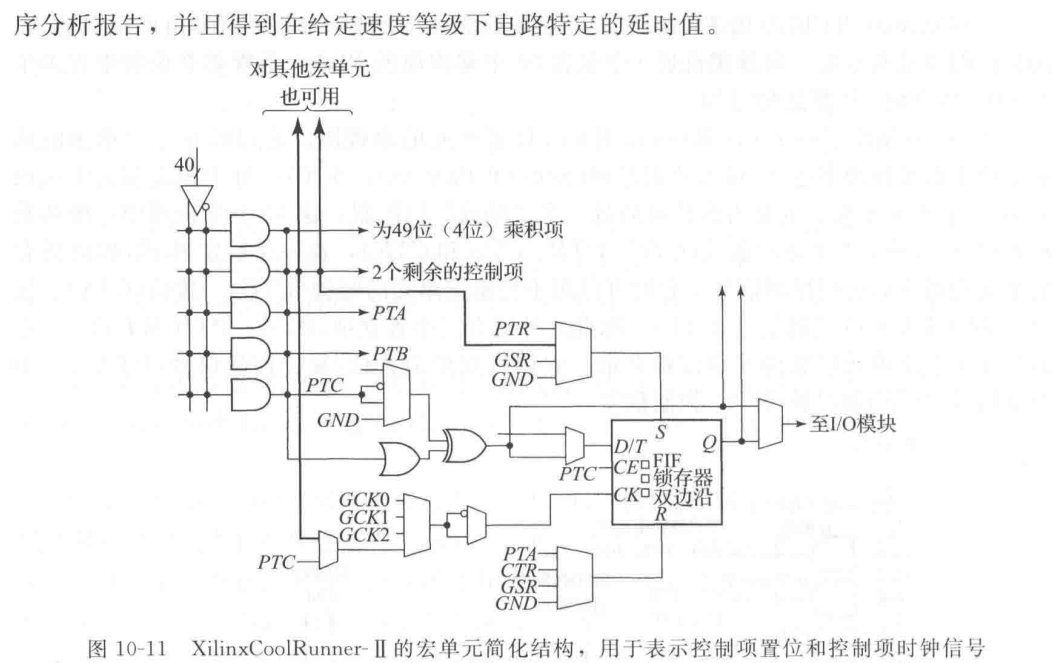 序分析报告，并且得到在给定速度等级下电路特定的延时值。
对其他宏单元
也可用
40
为49位（4位）乘积项
2个剩余的控制项
PTA
PTB
PTC
GND
PTR
GSR
GND
至I/O模块
S
D/T
Q
PTC
CE
FIF
锁存器
CK
双边沿
R
GCK0
GCK1
GCK2
PTC
PTA
CTR
GSR
GND
图 10-11 XilinxCoolRunner-Ⅱ的宏单元简化结构，用于表示控制项置位和控制项时钟信号